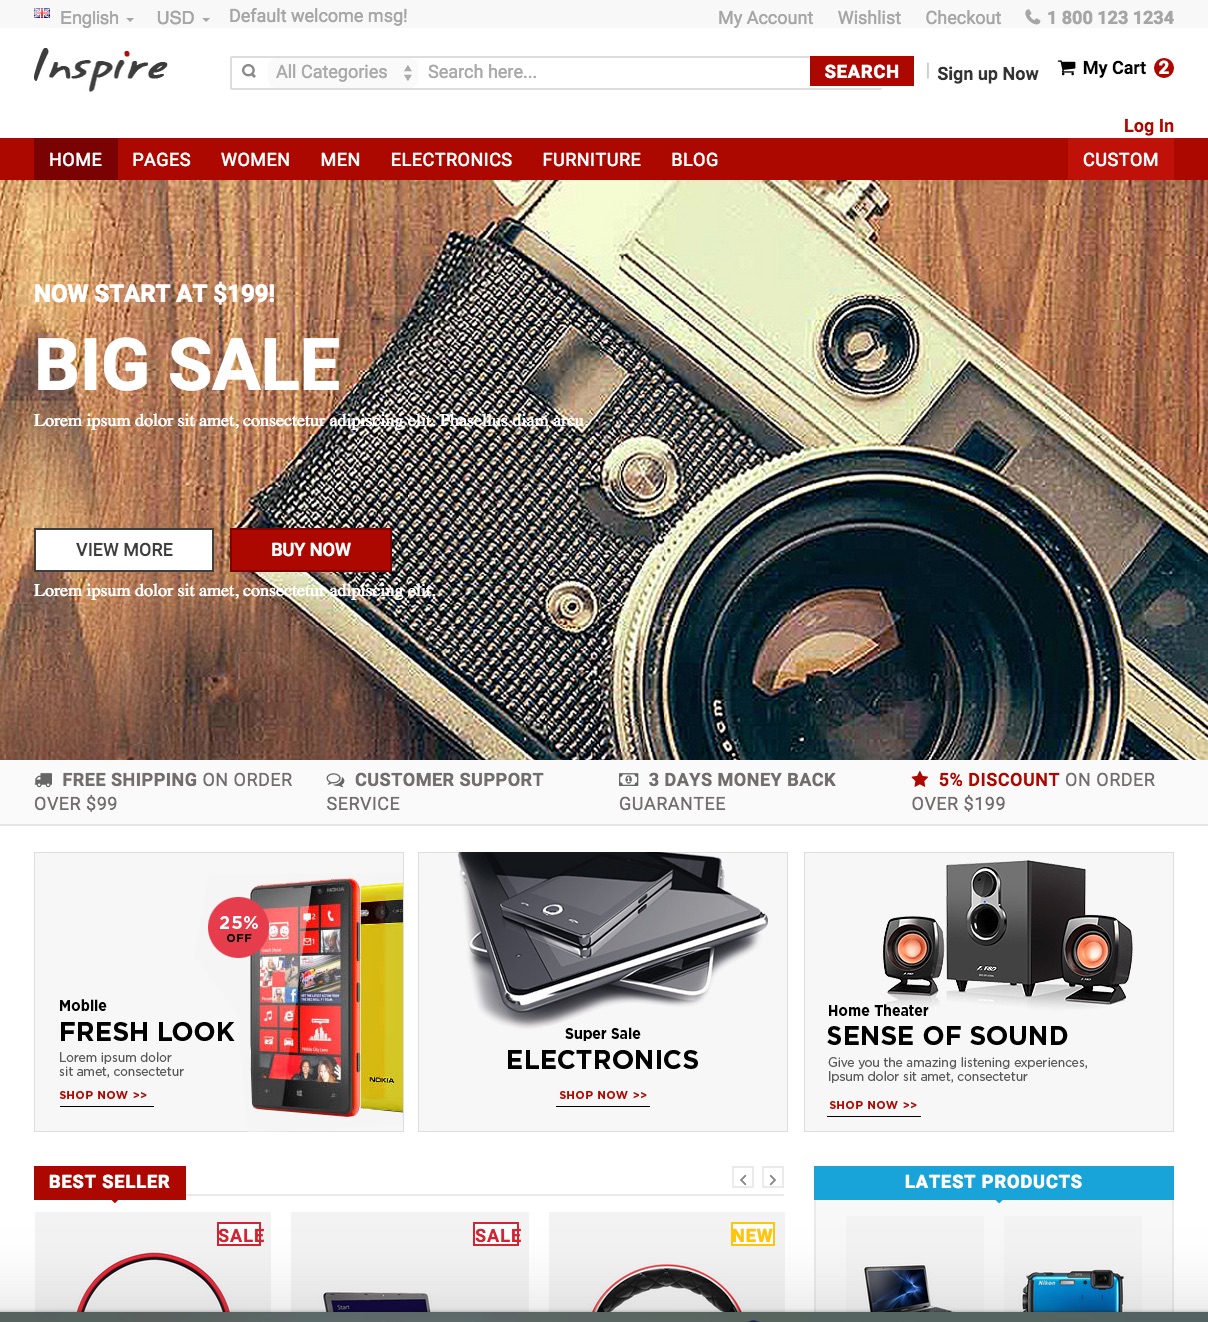 English USD Default welcome msg! My Account Wishlist Checkout 1 800 123 1234
Inspire
All Categories Search here... SEARCH Sign up Now My Cart 2
Log In
HOME PAGES WOMEN MEN ELECTRONICS FURNITURE BLOG CUSTOM
NOW START AT $199!
BIG SALE
Lorem ipsum dolor sit amet, consectetur adipiscing elit. Phasellus diam arcu.
VIEW MORE BUY NOW
Lorem ipsum dolor sit amet, consectetur adipiscing elit.
FREE SHIPPING ON ORDER
OVER $99
CUSTOMER SUPPORT
SERVICE
3 DAYS MONEY BACK
GUARANTEE
5% DISCOUNT ON ORDER
OVER $199
25%
OFF
Mobile
FRESH LOOK
Lorem ipsum dolor
sit amet, consectetur
SHOP NOW >>
NOKIA
NOKIA
Super Sale
ELECTRONICS
SHOP NOW >>
F&D
Home Theater
SENSE OF SOUND
Give you the amazing listening experiences,
Ipsum dolor sit amet, consectetur
SHOP NOW >>
BEST SELLER
LATEST PRODUCTS
SALE
SALE
NEW
Start
Nikon